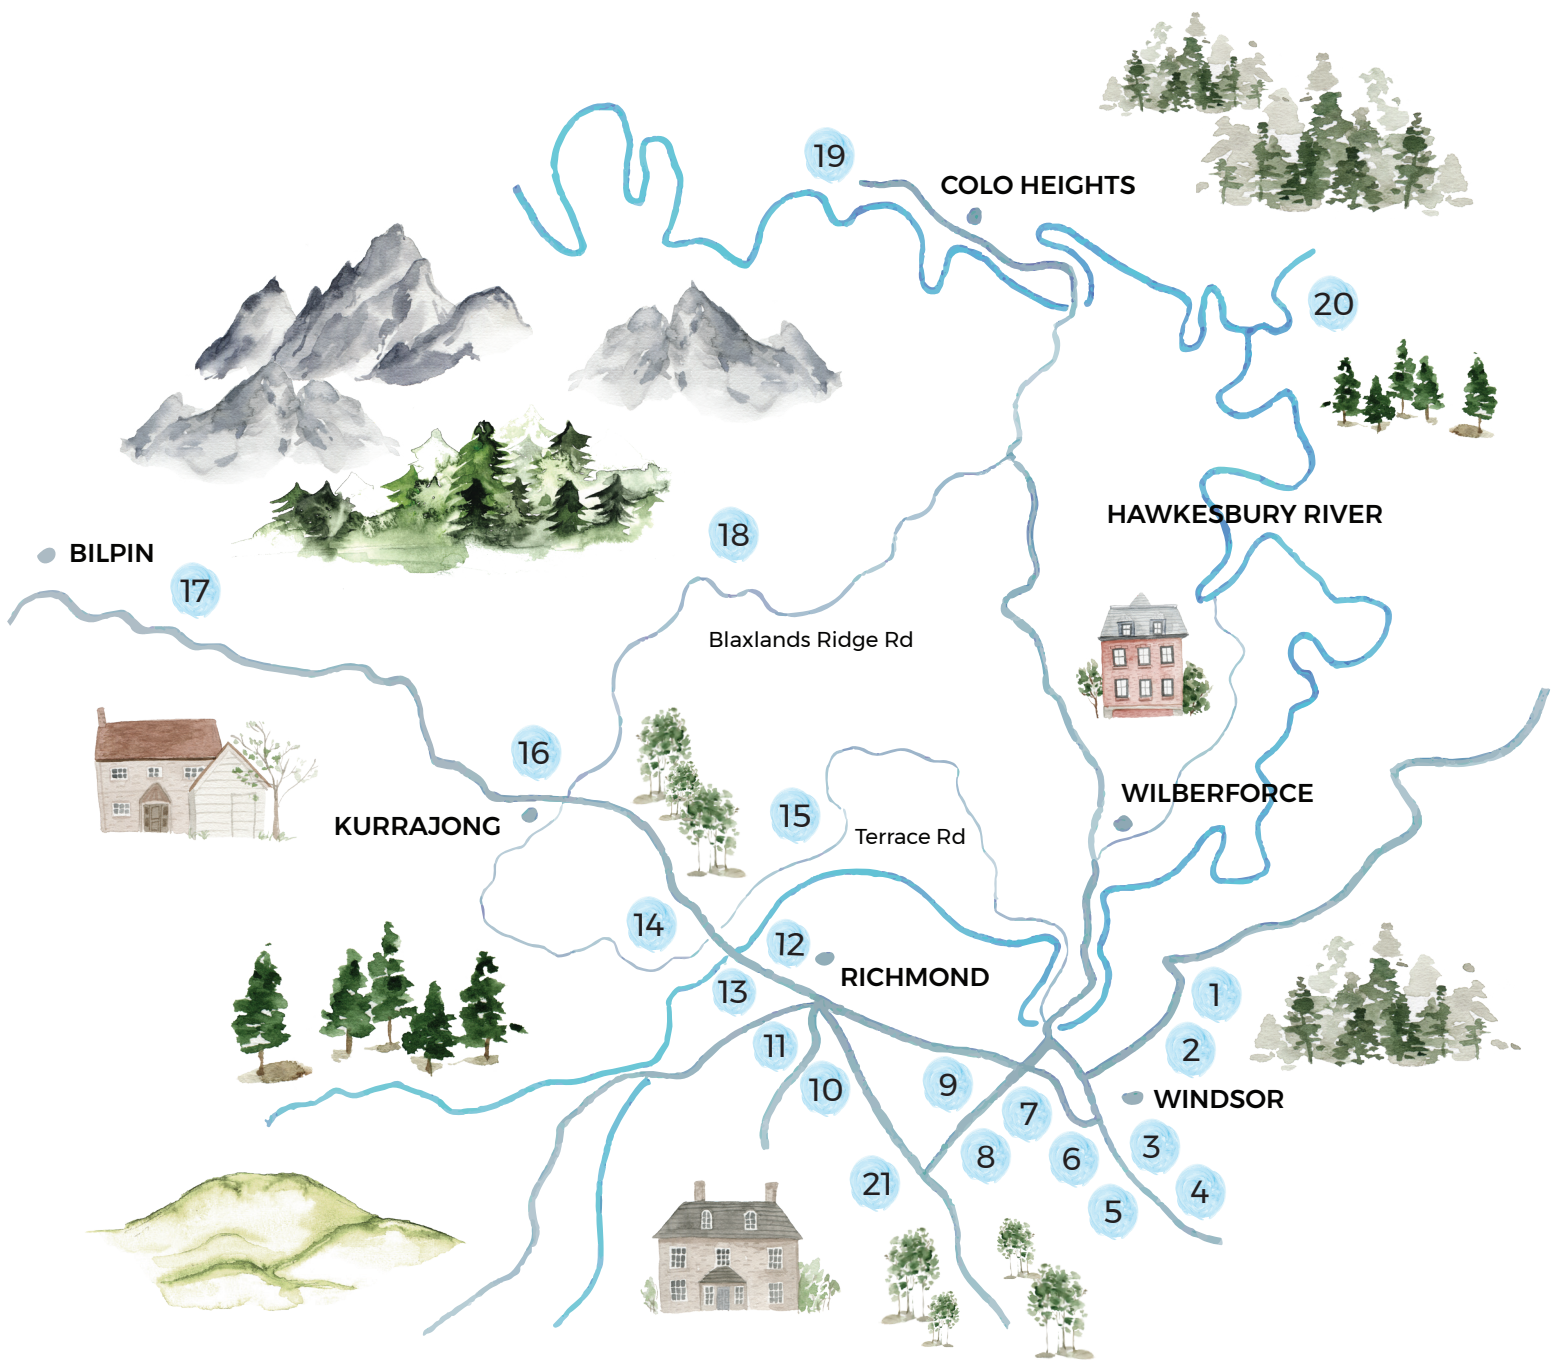 19
COLO HEIGHTS
20
HAWKESBURY RIVER
18
BILPIN
17
Blaxlands Ridge Rd
16
WILBERFORCE
15
KURRAJONG
Terrace Rd
14
12
RICHMOND
13
1
11
2
10
9
WINDSOR
7
3
8
6
21
4
5